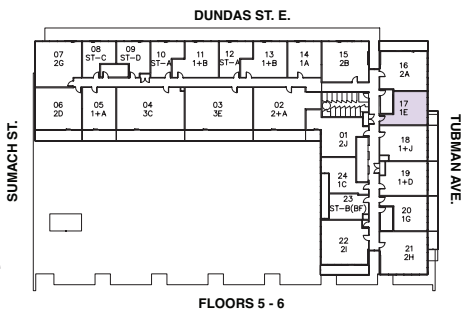 DUNDAS ST. E.
07
2G
08
ST-C
09
ST-D
10
ST-A
11
1+B
12
ST-A
13
1+B
14
1A
15
2B
16
2A
17
1E
06
2D
05
1+A
04
3C
03
3E
02
2+A
01
2J
18
1+J
19
1+D
24
1C
23
ST-B(BF)
20
1G
22
2I
21
2H
SUMACH ST.
TUBMAN AVE.
FLOORS 5 - 6